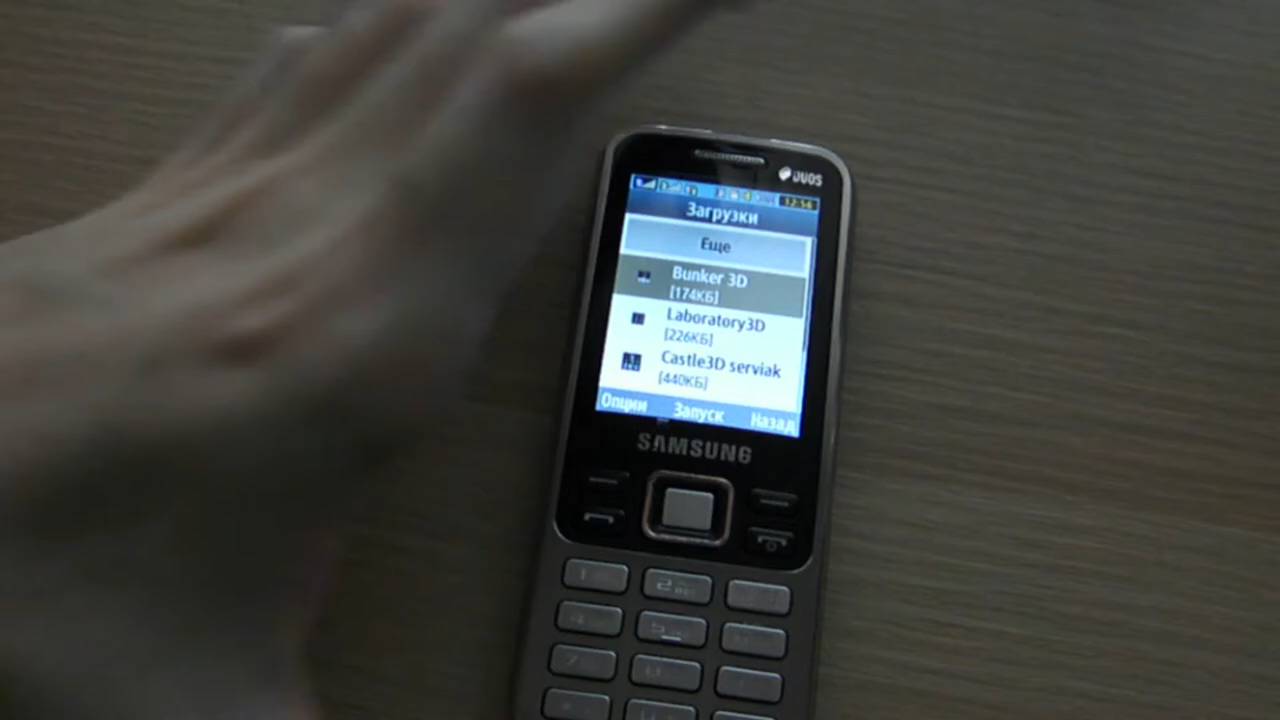 DUOS
12:56
Загрузки
Еще
Bunker 3D
[174КБ]
Laboratory3D
[226КБ]
Castle3D serviak
[440КБ]
Опции Запуск Назад
SAMSUNG